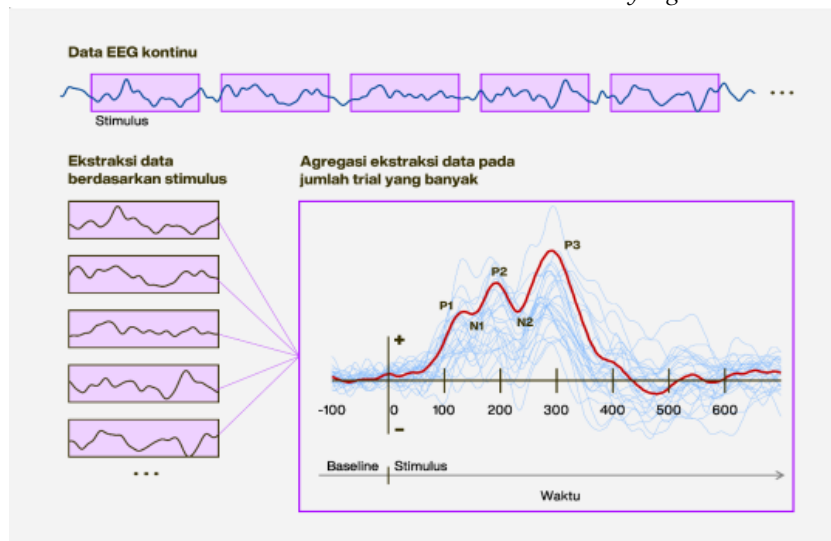 Data EEG kontinu
Stimulus
Ekstraksi data
berdasarkan stimulus
Agregasi ekstraksi data pada
jumlah trial yang banyak
P3
P2
P1
N1
N2
+
-100 0 100 200 300 400 500 600
–
Baseline Stimulus
Waktu